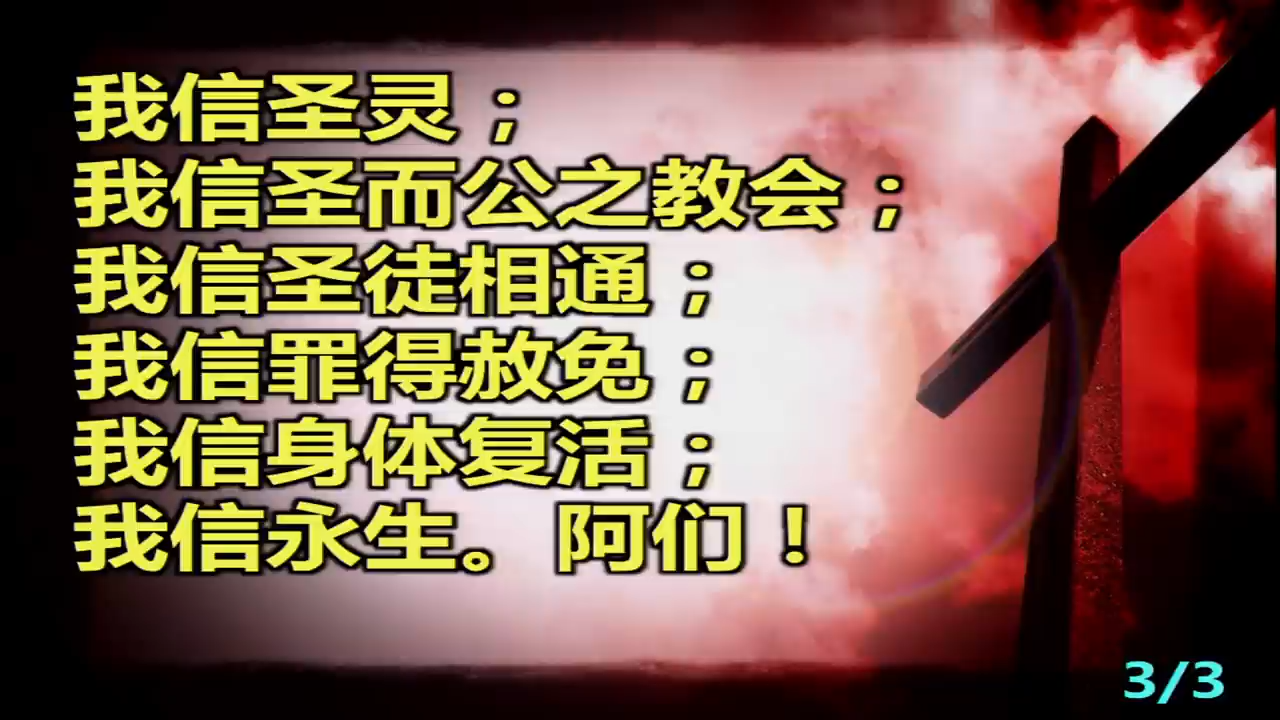 我信圣灵；
我信圣而公之教会；
我信圣徒相通；
我信罪得赦免；
我信身体复活；
我信永生。阿们！
3/3